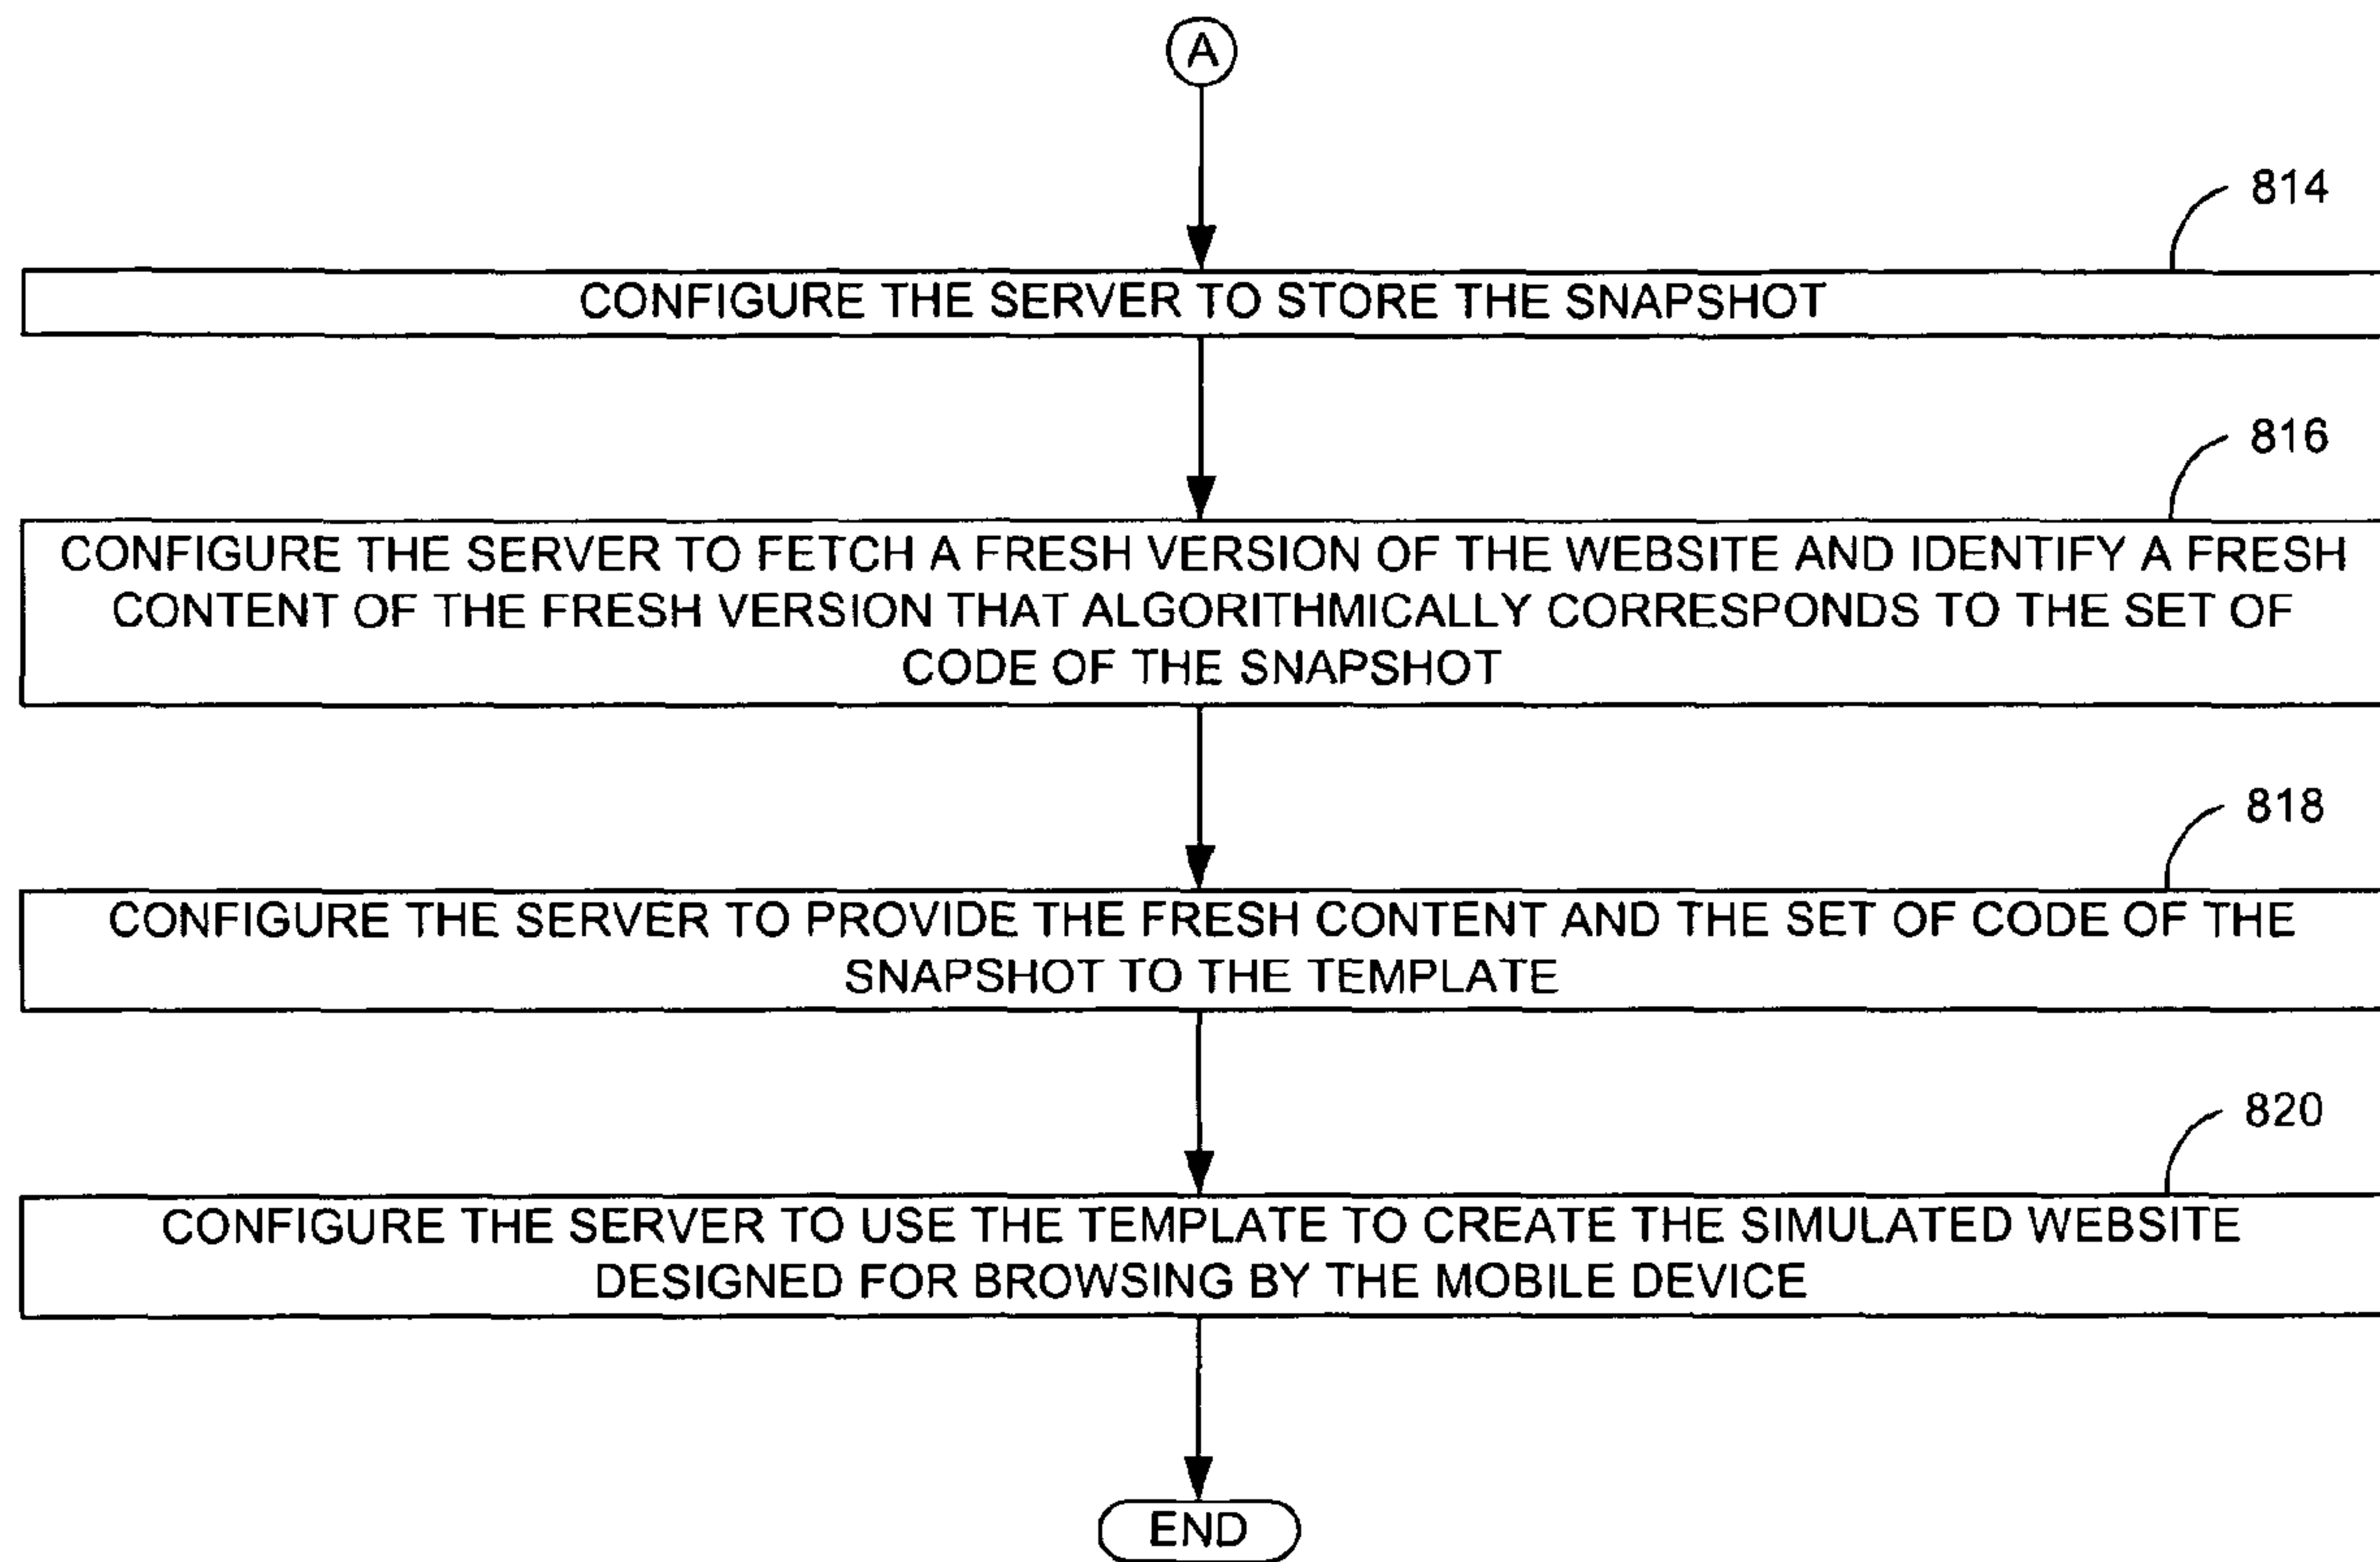 A
814
CONFIGURE THE SERVER TO STORE THE SNAPSHOT
816
CONFIGURE THE SERVER TO FETCH A FRESH VERSION OF THE WEBSITE AND IDENTIFY A FRESH
CONTENT OF THE FRESH VERSION THAT ALGORITHMICALLY CORRESPONDS TO THE SET OF
CODE OF THE SNAPSHOT
818
CONFIGURE THE SERVER TO PROVIDE THE FRESH CONTENT AND THE SET OF CODE OF THE
SNAPSHOT TO THE TEMPLATE
820
CONFIGURE THE SERVER TO USE THE TEMPLATE TO CREATE THE SIMULATED WEBSITE
DESIGNED FOR BROWSING BY THE MOBILE DEVICE
END